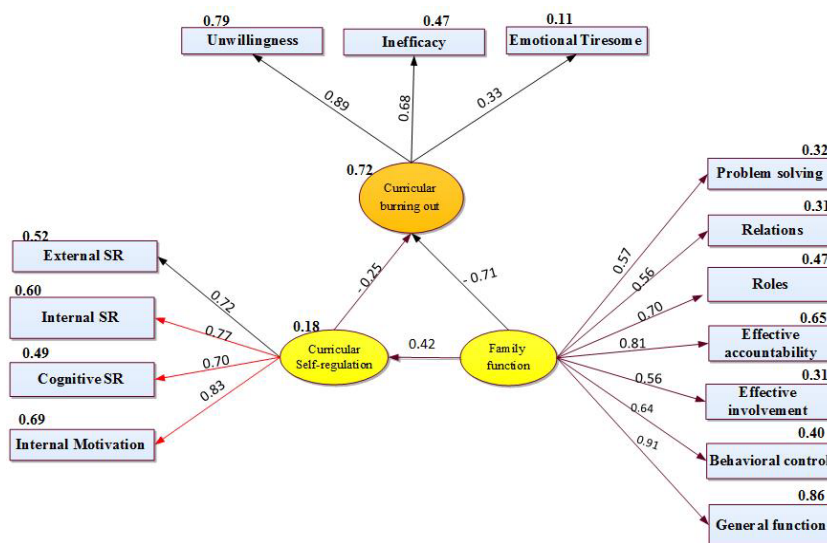 0.79
Unwillingness
0.47
Inefficacy
0.11
Emotional Tiresome
0.89
0.68
0.33
0.72
Curricular
burning out
0.32
Problem solving
0.31
Relations
0.47
Roles
0.65
Effective
accountability
0.31
Effective
involvement
0.40
Behavioral control
0.86
General function
0.57
0.56
0.70
0.81
0.56
0.64
0.91
- 0.25
- 0.71
0.52
External SR
0.60
Internal SR
0.49
Cognitive SR
0.69
Internal Motivation
0.72
0.77
0.70
0.83
0.18
Curricular
Self-regulation
0.42
Family
function